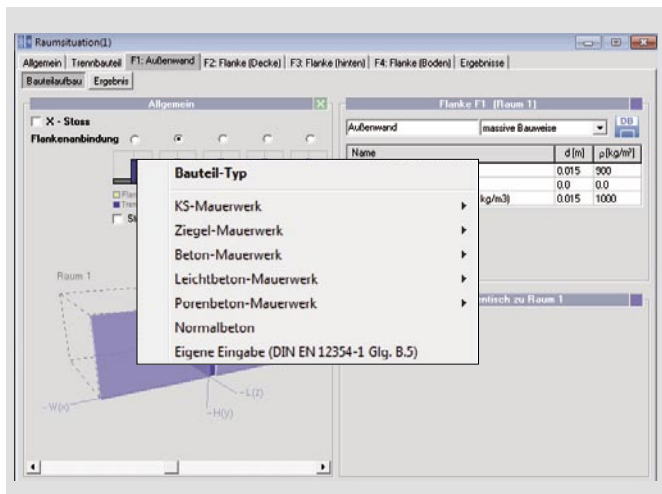 Raumsituation(1)
Allgemein Trennbauteil F1: Außenwand F2: Flanke (Decke) F3: Flanke (hinten) F4: Flanke (Boden) Ergebnisse
Bauteilaufbau Ergebnis
Allgemein
X - Stoss
Flankenanbindung
Flanke F1 (Raum 1)
Außenwand massive Bauweise DB
Name d [m] ρ[kg/m³]
0.015 900
0.0 0.0
kg/m3) 0.015 1000
Bauteil-Typ
KS-Mauerwerk
Ziegel-Mauerwerk
Beton-Mauerwerk
Leichtbeton-Mauerwerk
Porenbeton-Mauerwerk
Normalbeton
Eigene Eingabe (DIN EN 12354-1 Glg. B.5)
Raum 1
entisch zu Raum 1
-W(x)
-L(z)
-H(y)